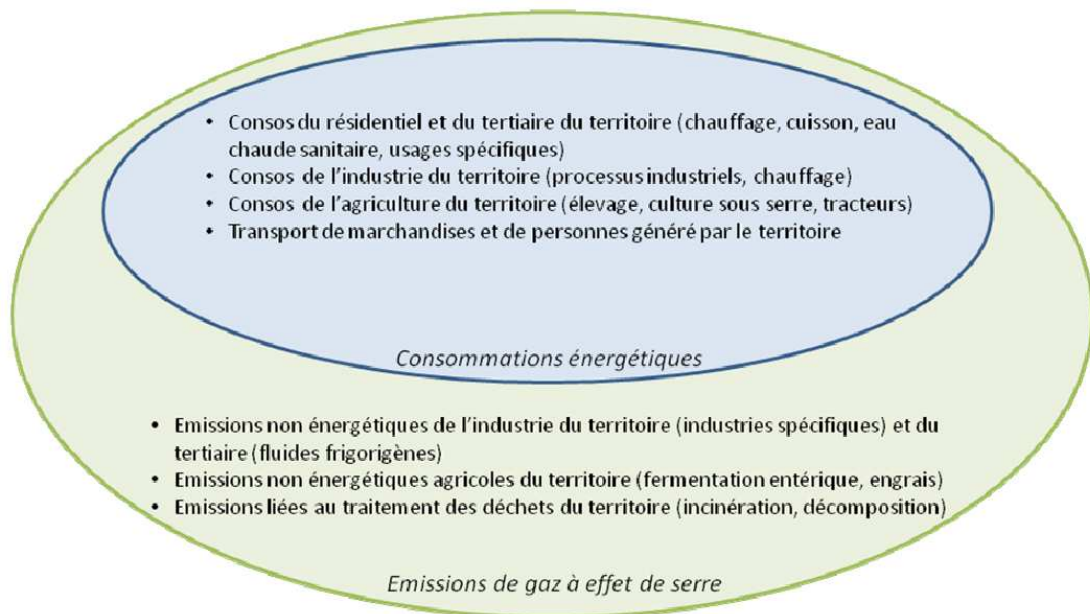 • Consos du résidentiel et du tertiaire du territoire (chauffage, cuisson, eau
chaude sanitaire, usages spécifiques)
• Consos de l'industrie du territoire (processus industriels, chauffage)
• Consos de l'agriculture du territoire (élevage, culture sous serre, tracteurs)
• Transport de marchandises et de personnes généré par le territoire
Consommations énergétiques
• Emissions non énergétiques de l'industrie du territoire (industries spécifiques) et du
tertiaire (fluides frigorigènes)
• Emissions non énergétiques agricoles du territoire (fermentation entérique, engrais)
• Emissions liées au traitement des déchets du territoire (incinération, décomposition)
Emissions de gaz à effet de serre